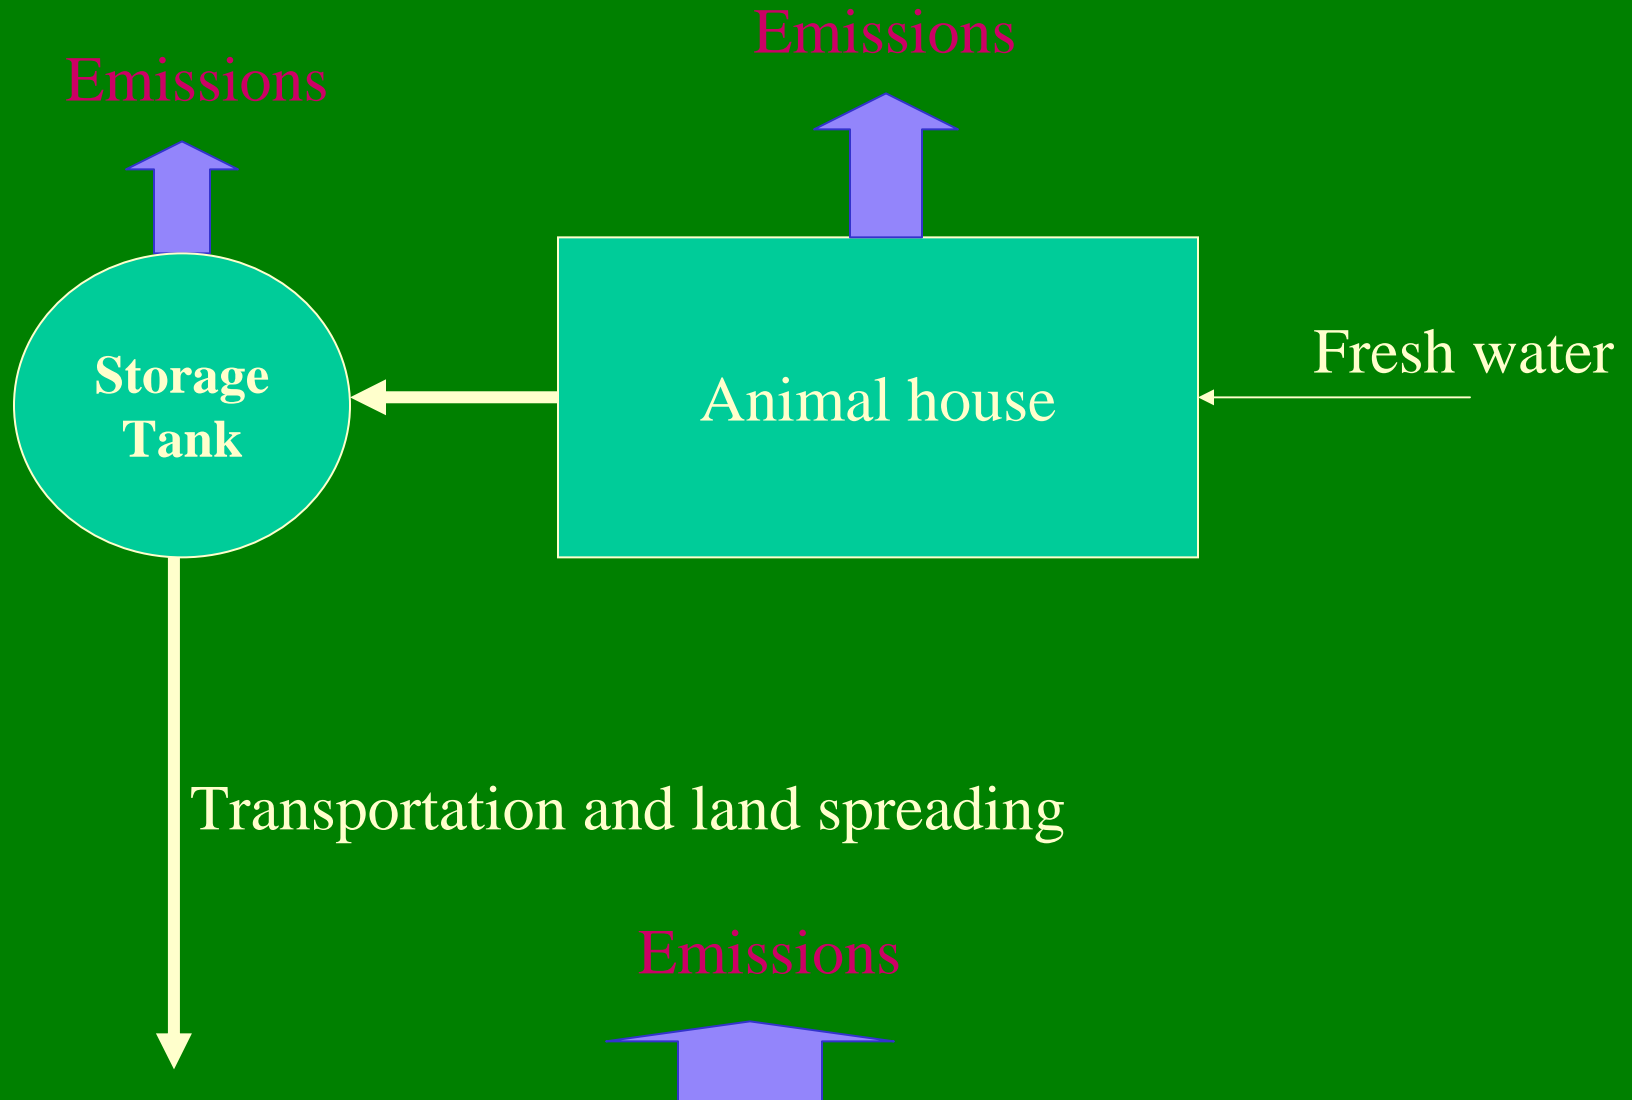 Emissions
Emissions
Fresh water
Storage
Tank
Animal house
Transportation and land spreading
Emissions